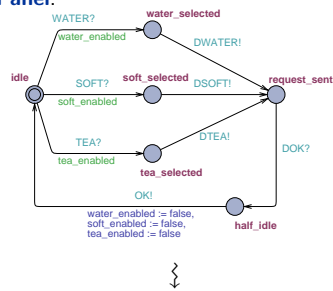 WATER?
water_selected
water_enabled
DWATER!
idle
SOFT?
soft_selected
DSOFT!
request_sent
soft_enabled
TEA?
DTEA!
tea_enabled
DOK?
tea_selected
OK!
water_enabled := false,
soft_enabled := false,
tea_enabled := false
half_idle